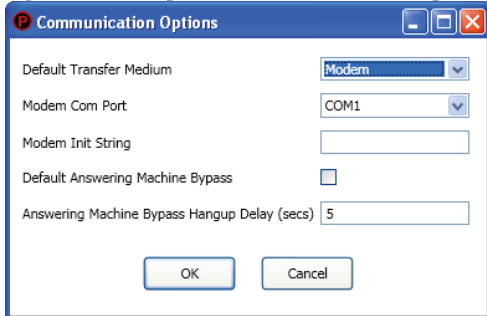 P Communication Options
Default Transfer Medium Modem
Modem Com Port COM1
Modem Init String
Default Answering Machine Bypass
Answering Machine Bypass Hangup Delay (secs) 5
OK Cancel